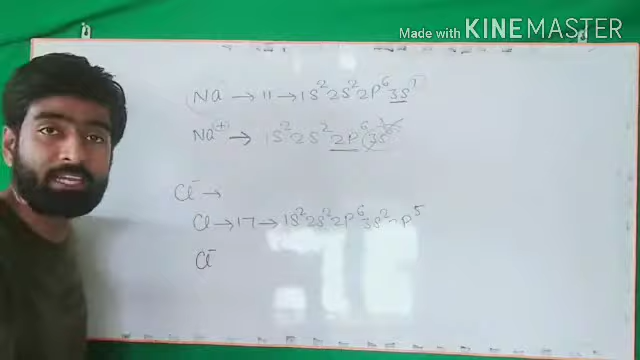 Made with KINEMASTER
Na → 11 → 1S² 2S² 2P⁶ 3S¹
Na⁺ → 1S² 2S² 2P⁶
Cl⁻ →
Cl → 17 → 1S² 2S² 2P⁶ 3S² P⁵
Cl⁻